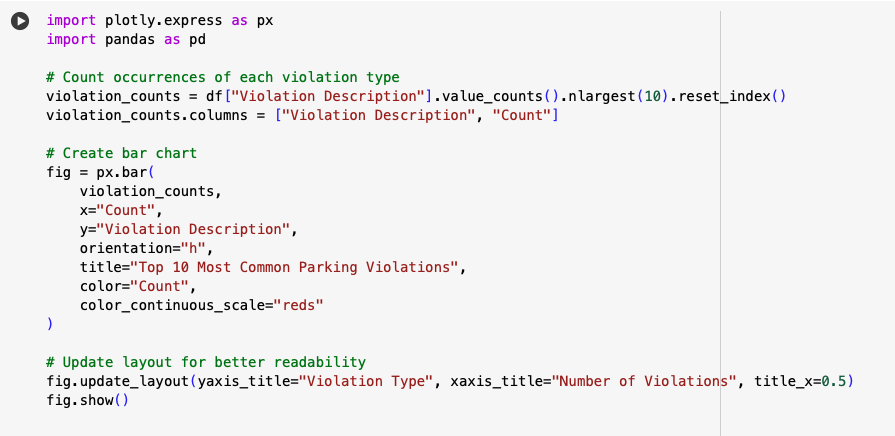 import plotly.express as px
import pandas as pd
# Count occurrences of each violation type
violation_counts = df["Violation Description"].value_counts().nlargest(10).reset_index()
violation_counts.columns = ["Violation Description", "Count"]
# Create bar chart
fig = px.bar(
    violation_counts,
    x="Count",
    y="Violation Description",
    orientation="h",
    title="Top 10 Most Common Parking Violations",
    color="Count",
    color_continuous_scale="reds"
)
# Update layout for better readability
fig.update_layout(yaxis_title="Violation Type", xaxis_title="Number of Violations", title_x=0.5)
fig.show()